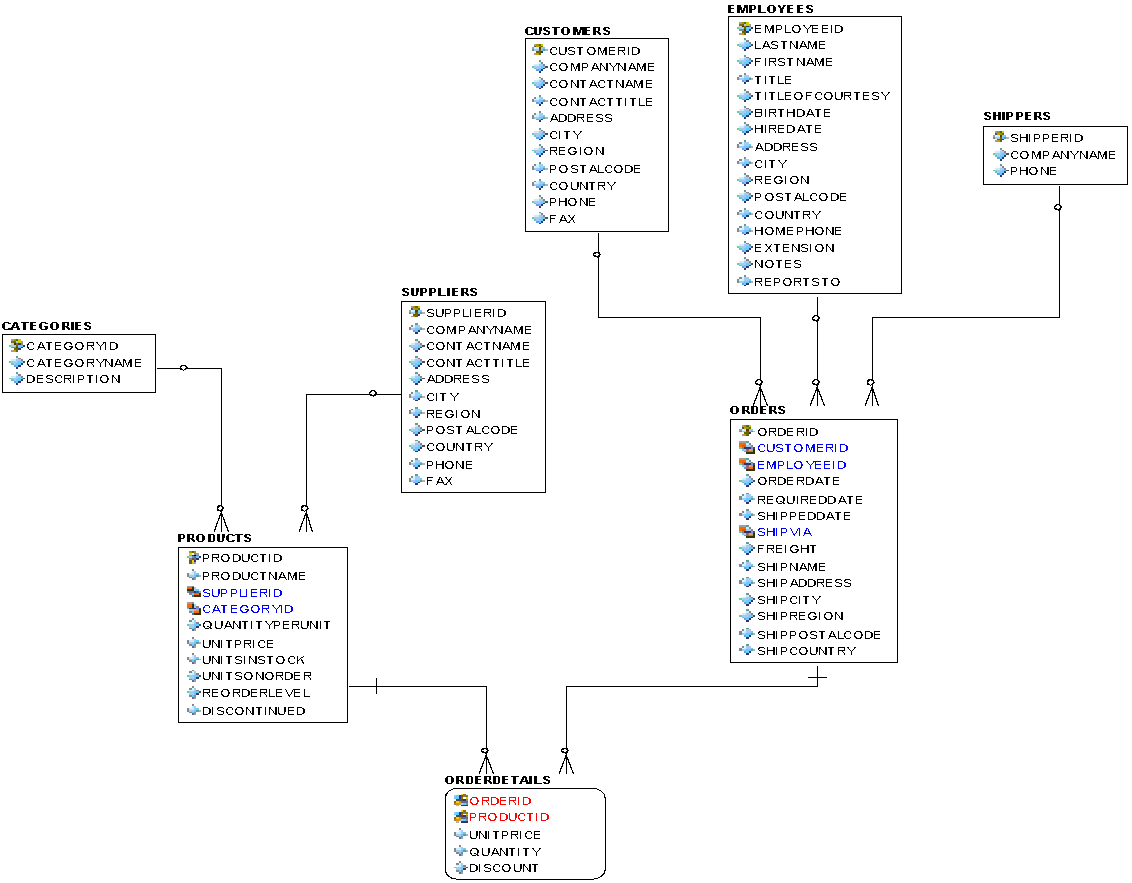 EMPLOYEES
EMPLOYEEID
LASTNAME
FIRSTNAME
TITLE
TITLEOFCOURTESY
BIRTHDATE
HIREDATE
ADDRESS
CITY
REGION
POSTALCODE
COUNTRY
HOMEPHONE
EXTENSION
NOTES
REPORTSTO
CUSTOMERS
CUSTOMERID
COMPANYNAME
CONTACTNAME
CONTACTTITLE
ADDRESS
CITY
REGION
POSTALCODE
COUNTRY
PHONE
FAX
SHIPPERS
SHIPPERID
COMPANYNAME
PHONE
SUPPLIERS
SUPPLIERID
COMPANYNAME
CONTACTNAME
CONTACTTITLE
ADDRESS
CITY
REGION
POSTALCODE
COUNTRY
PHONE
FAX
CATEGORIES
CATEGORYID
CATEGORYNAME
DESCRIPTION
ORDERS
ORDERID
CUSTOMERID
EMPLOYEEID
ORDERDATE
REQUIREDDATE
SHIPPEDDATE
SHIPVIA
FREIGHT
SHIPNAME
SHIPADDRESS
SHIPCITY
SHIPREGION
SHIPPOSTALCODE
SHIPCOUNTRY
PRODUCTS
PRODUCTID
PRODUCTNAME
SUPPLIERID
CATEGORYID
QUANTITYPERUNIT
UNITPRICE
UNITSINSTOCK
UNITSONORDER
REORDERLEVEL
DISCONTINUED
ORDERDETAILS
ORDERID
PRODUCTID
UNITPRICE
QUANTITY
DISCOUNT